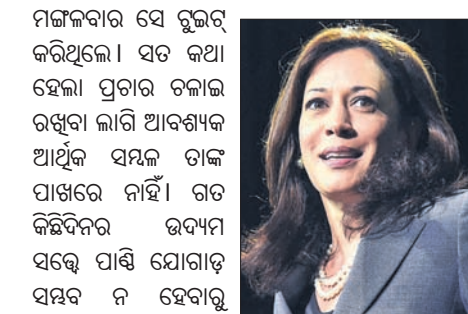 ମଙ୍ଗଳବାର ସେ ଟୁଇଟ୍
କରିଥିଲେ। ସତ କଥା
ହେଲା ପ୍ରଚାର ଚଳାଇ
ରଖିବା ଲାଗି ଆବଶ୍ୟକ
ଆର୍ଥିକ ସମ୍ବଳ ତାଙ୍କ
ପାଖରେ ନାହିଁ। ଗତ
କିଛିଦିନର ଉଦ୍ୟମ
ସତ୍ତ୍ୱେ ପାଣ୍ଠି ଯୋଗାଡ଼
ସମ୍ଭବ ନ ହେବାରୁ